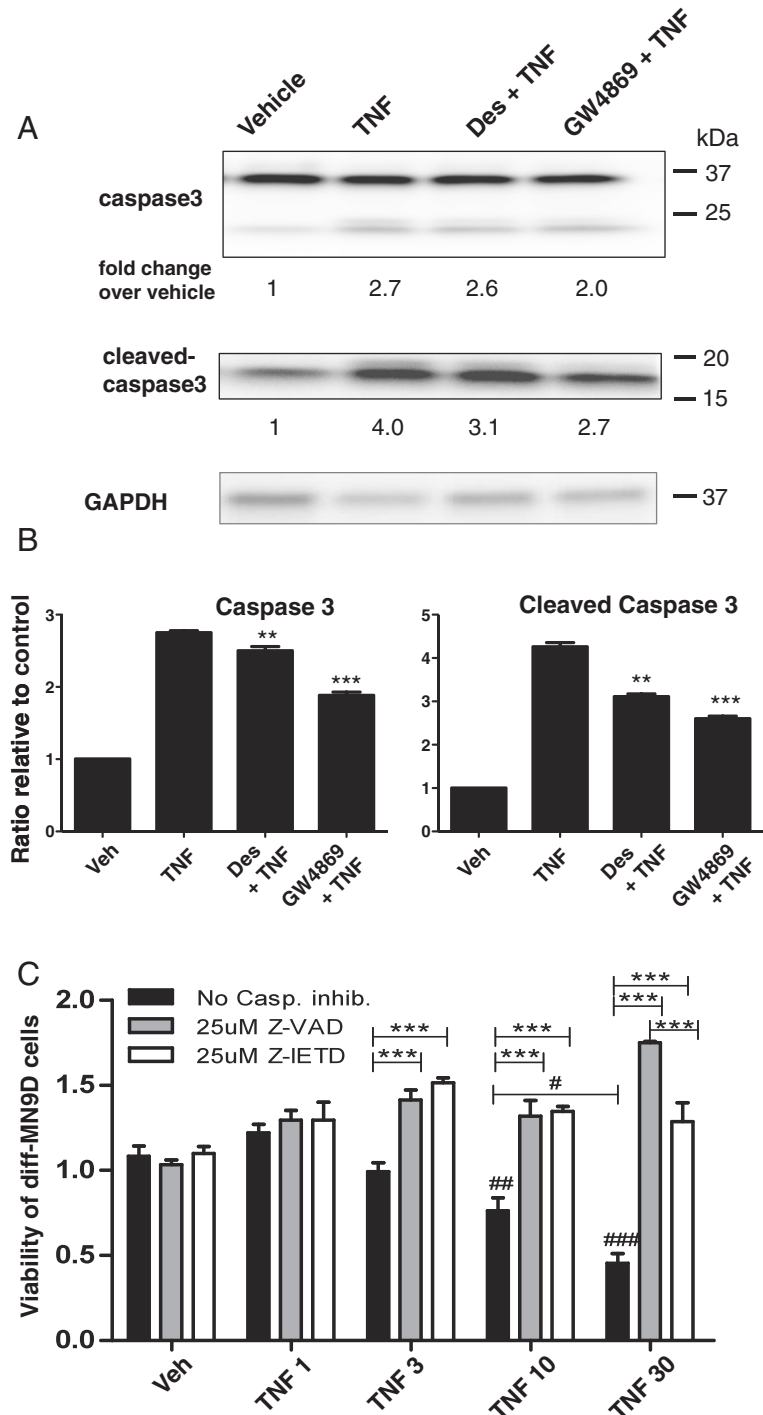 A
Vehicle TNF Des + TNF GW4869 + TNF
kDa
caspase3
37
25
fold change
over vehicle
1 2.7 2.6 2.0
cleaved-
caspase3
20
15
1 4.0 3.1 2.7
GAPDH
37
B
Caspase 3
Ratio relative to control
3
2
1
0
**
***
Veh
TNF
Des
+ TNF
GW4869
+ TNF
Cleaved Caspase 3
5
4
3
2
1
0
**
***
Veh
TNF
Des
+ TNF
GW4869
+ TNF
C
No Casp. inhib.
25uM Z-VAD
25uM Z-IETD
Viability of diff-MN9D cells
2.0
1.5
1.0
0.5
0.0
***
***
***
***
#
##
***
***
***
###
Veh
TNF 1
TNF 3
TNF 10
TNF 30